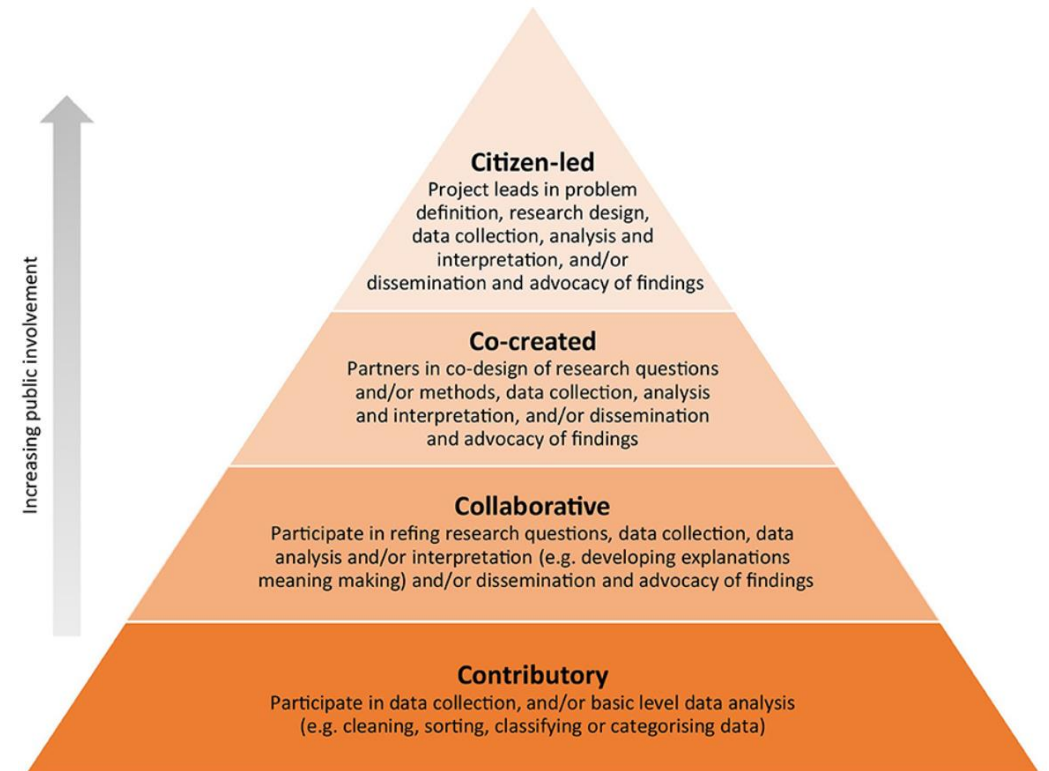 Citizen-led
Project leads in problem
definition, research design,
data collection, analysis and
interpretation, and/or
dissemination and advocacy of findings
Co-created
Partners in co-design of research questions
and/or methods, data collection, analysis
and interpretation, and/or dissemination
and advocacy of findings
Collaborative
Participate in refing research questions, data collection, data
analysis and/or interpretation (e.g. developing explanations
meaning making) and/or dissemination and advocacy of findings
Contributory
Participate in data collection, and/or basic level data analysis
(e.g. cleaning, sorting, classifying or categorising data)
Increasing public involvement